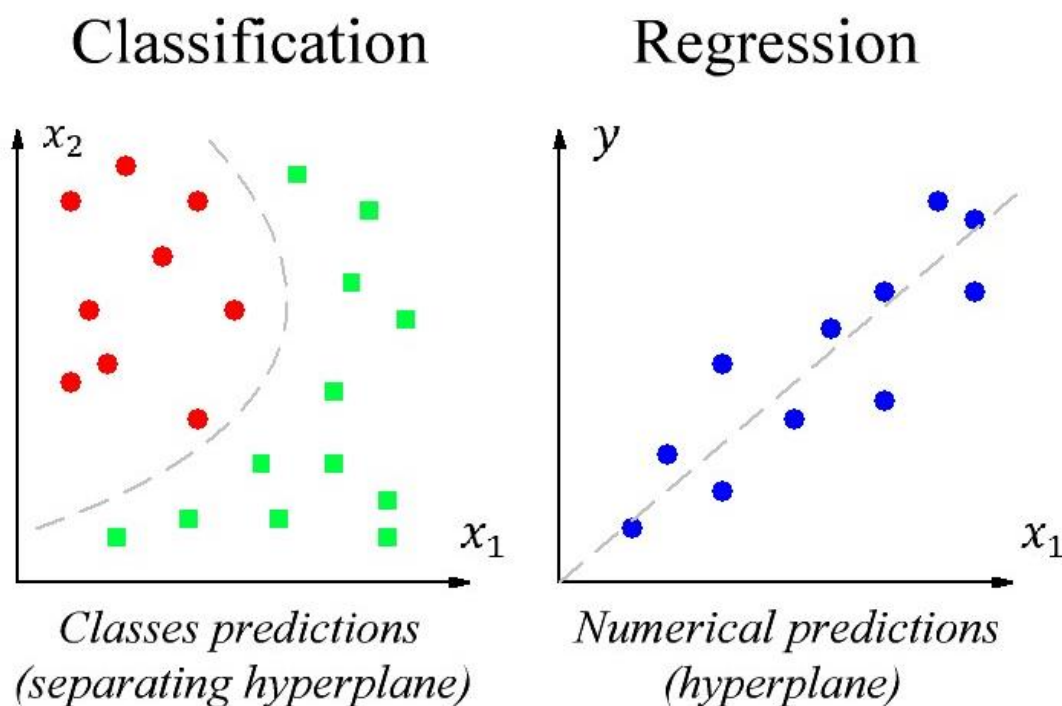 Classification
x₂
x₁
Classes predictions
(separating hyperplane)
Regression
y
x₁
Numerical predictions
(hyperplane)